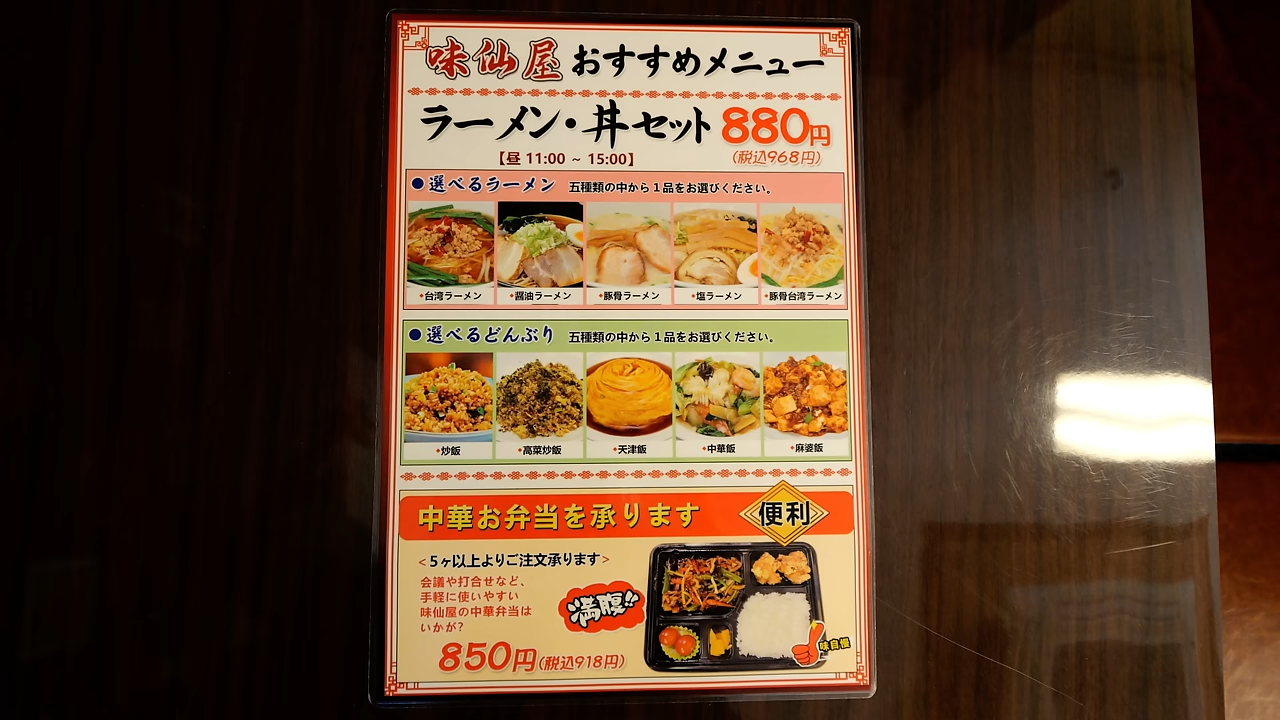 味仙屋 おすすめメニュー
ラーメン・丼セット 880円
【昼 11:00 ~ 15:00】 (税込968円)
●選べるラーメン 五種類の中から1品をお選びください。
・台湾ラーメン ・醤油ラーメン ・豚骨ラーメン ・塩ラーメン ・豚骨台湾ラーメン
●選べるどんぶり 五種類の中から1品をお選びください。
・炒飯 ・高菜炒飯 ・天津飯 ・中華飯 ・麻婆飯
中華お弁当を承ります 便利
<5ヶ以上よりご注文承ります>
会議や打合せなど、
手軽に使いやすい
味仙屋の中華弁当は
いかが?
満腹!!
味自慢
850円(税込918円)